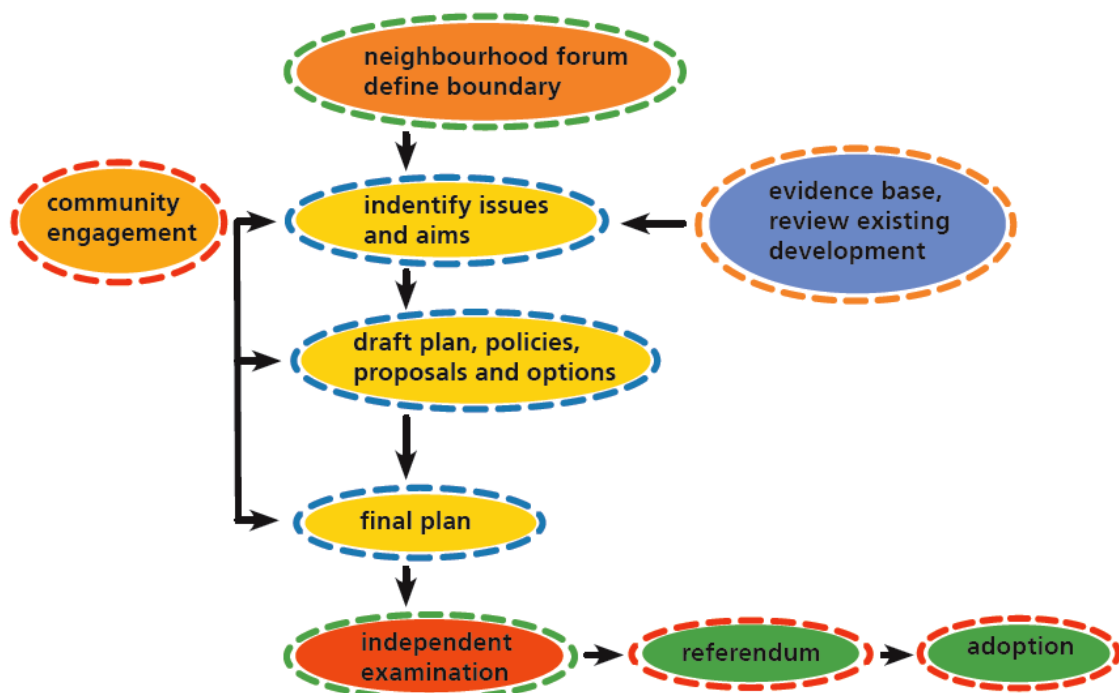 neighbourhood forum
define boundary
community
engagement
indentify issues
and aims
evidence base,
review existing
development
draft plan, policies,
proposals and options
final plan
independent
examination
referendum
adoption